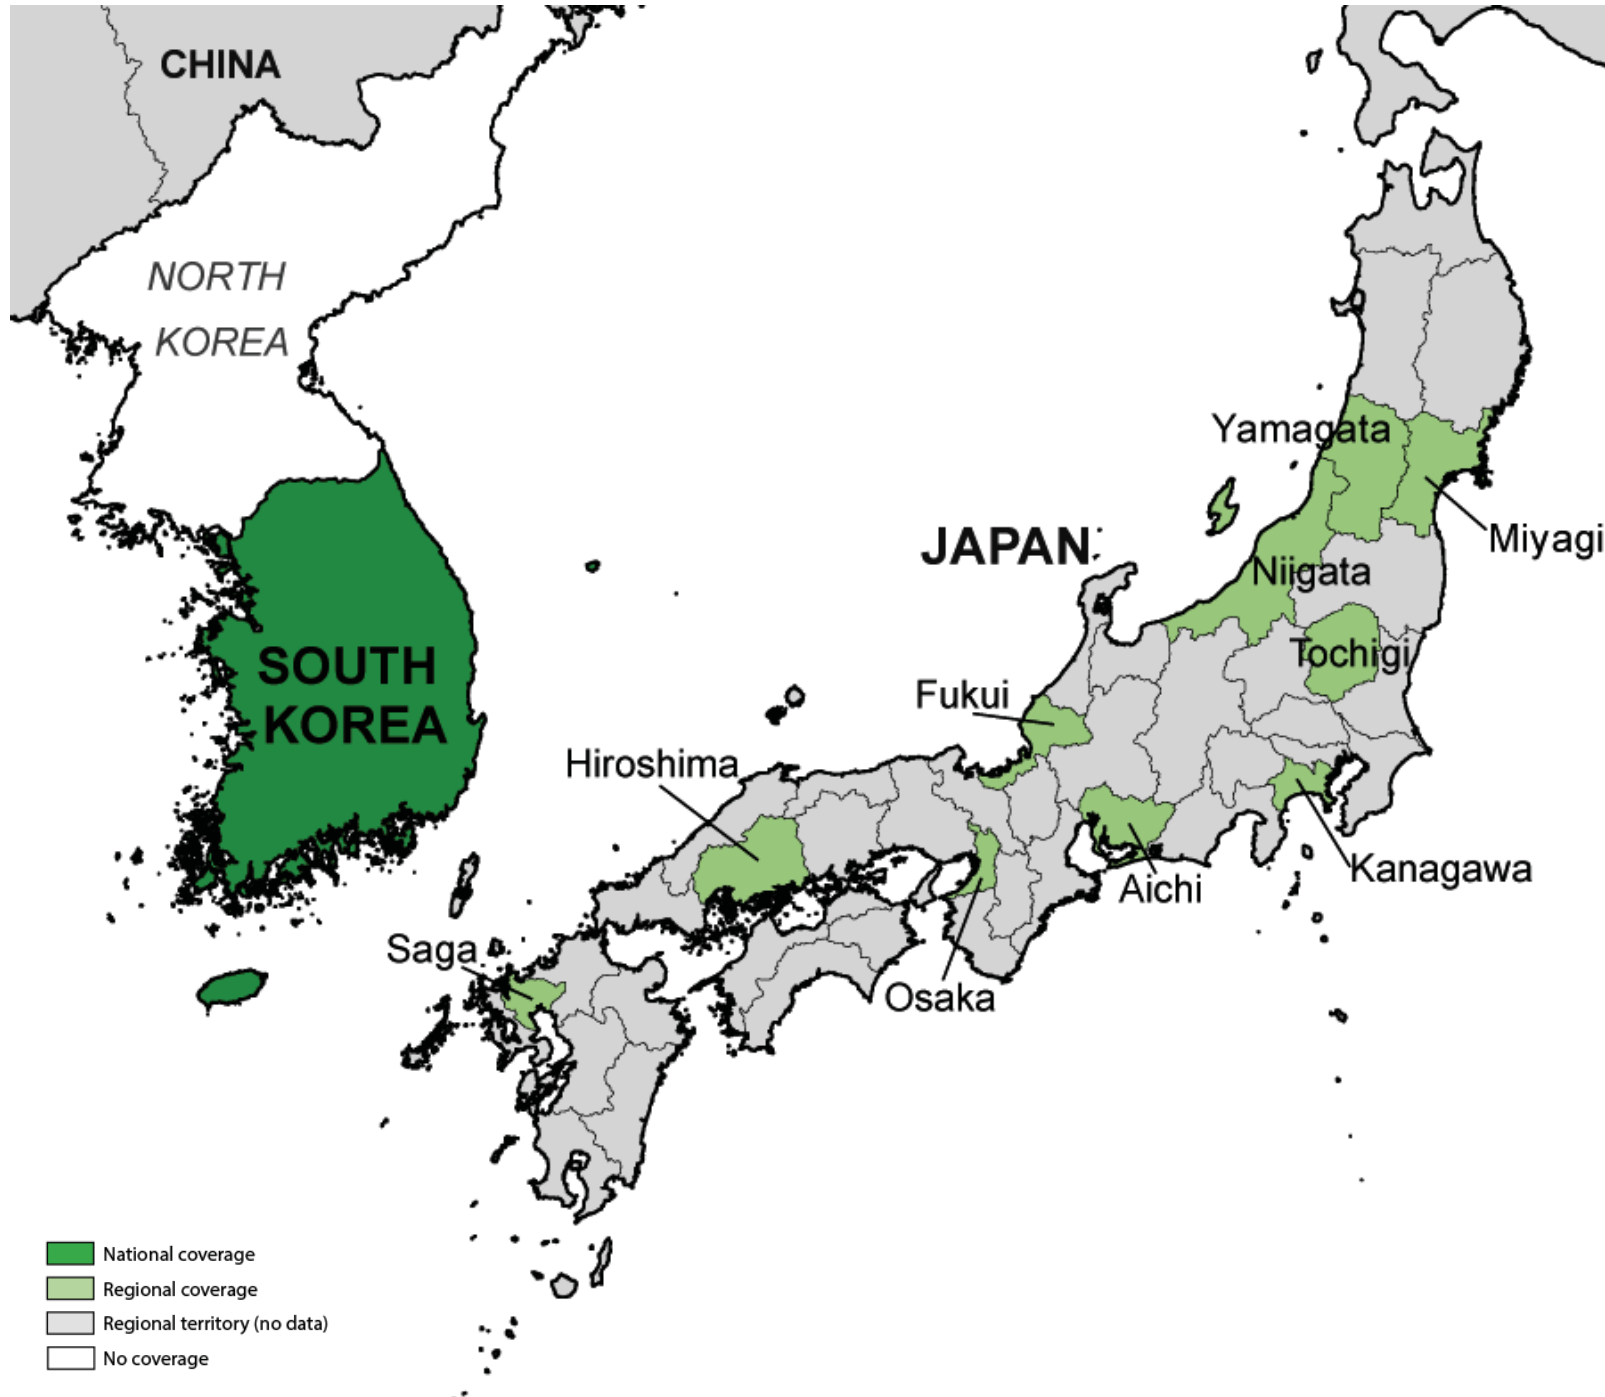 CHINA
NORTH
KOREA
Yamagata
JAPAN
Miyagi
Niigata
SOUTH
KOREA
Tochigi
Fukui
Hiroshima
Kanagawa
Aichi
Saga
Osaka
National coverage
Regional coverage
Regional territory (no data)
No coverage